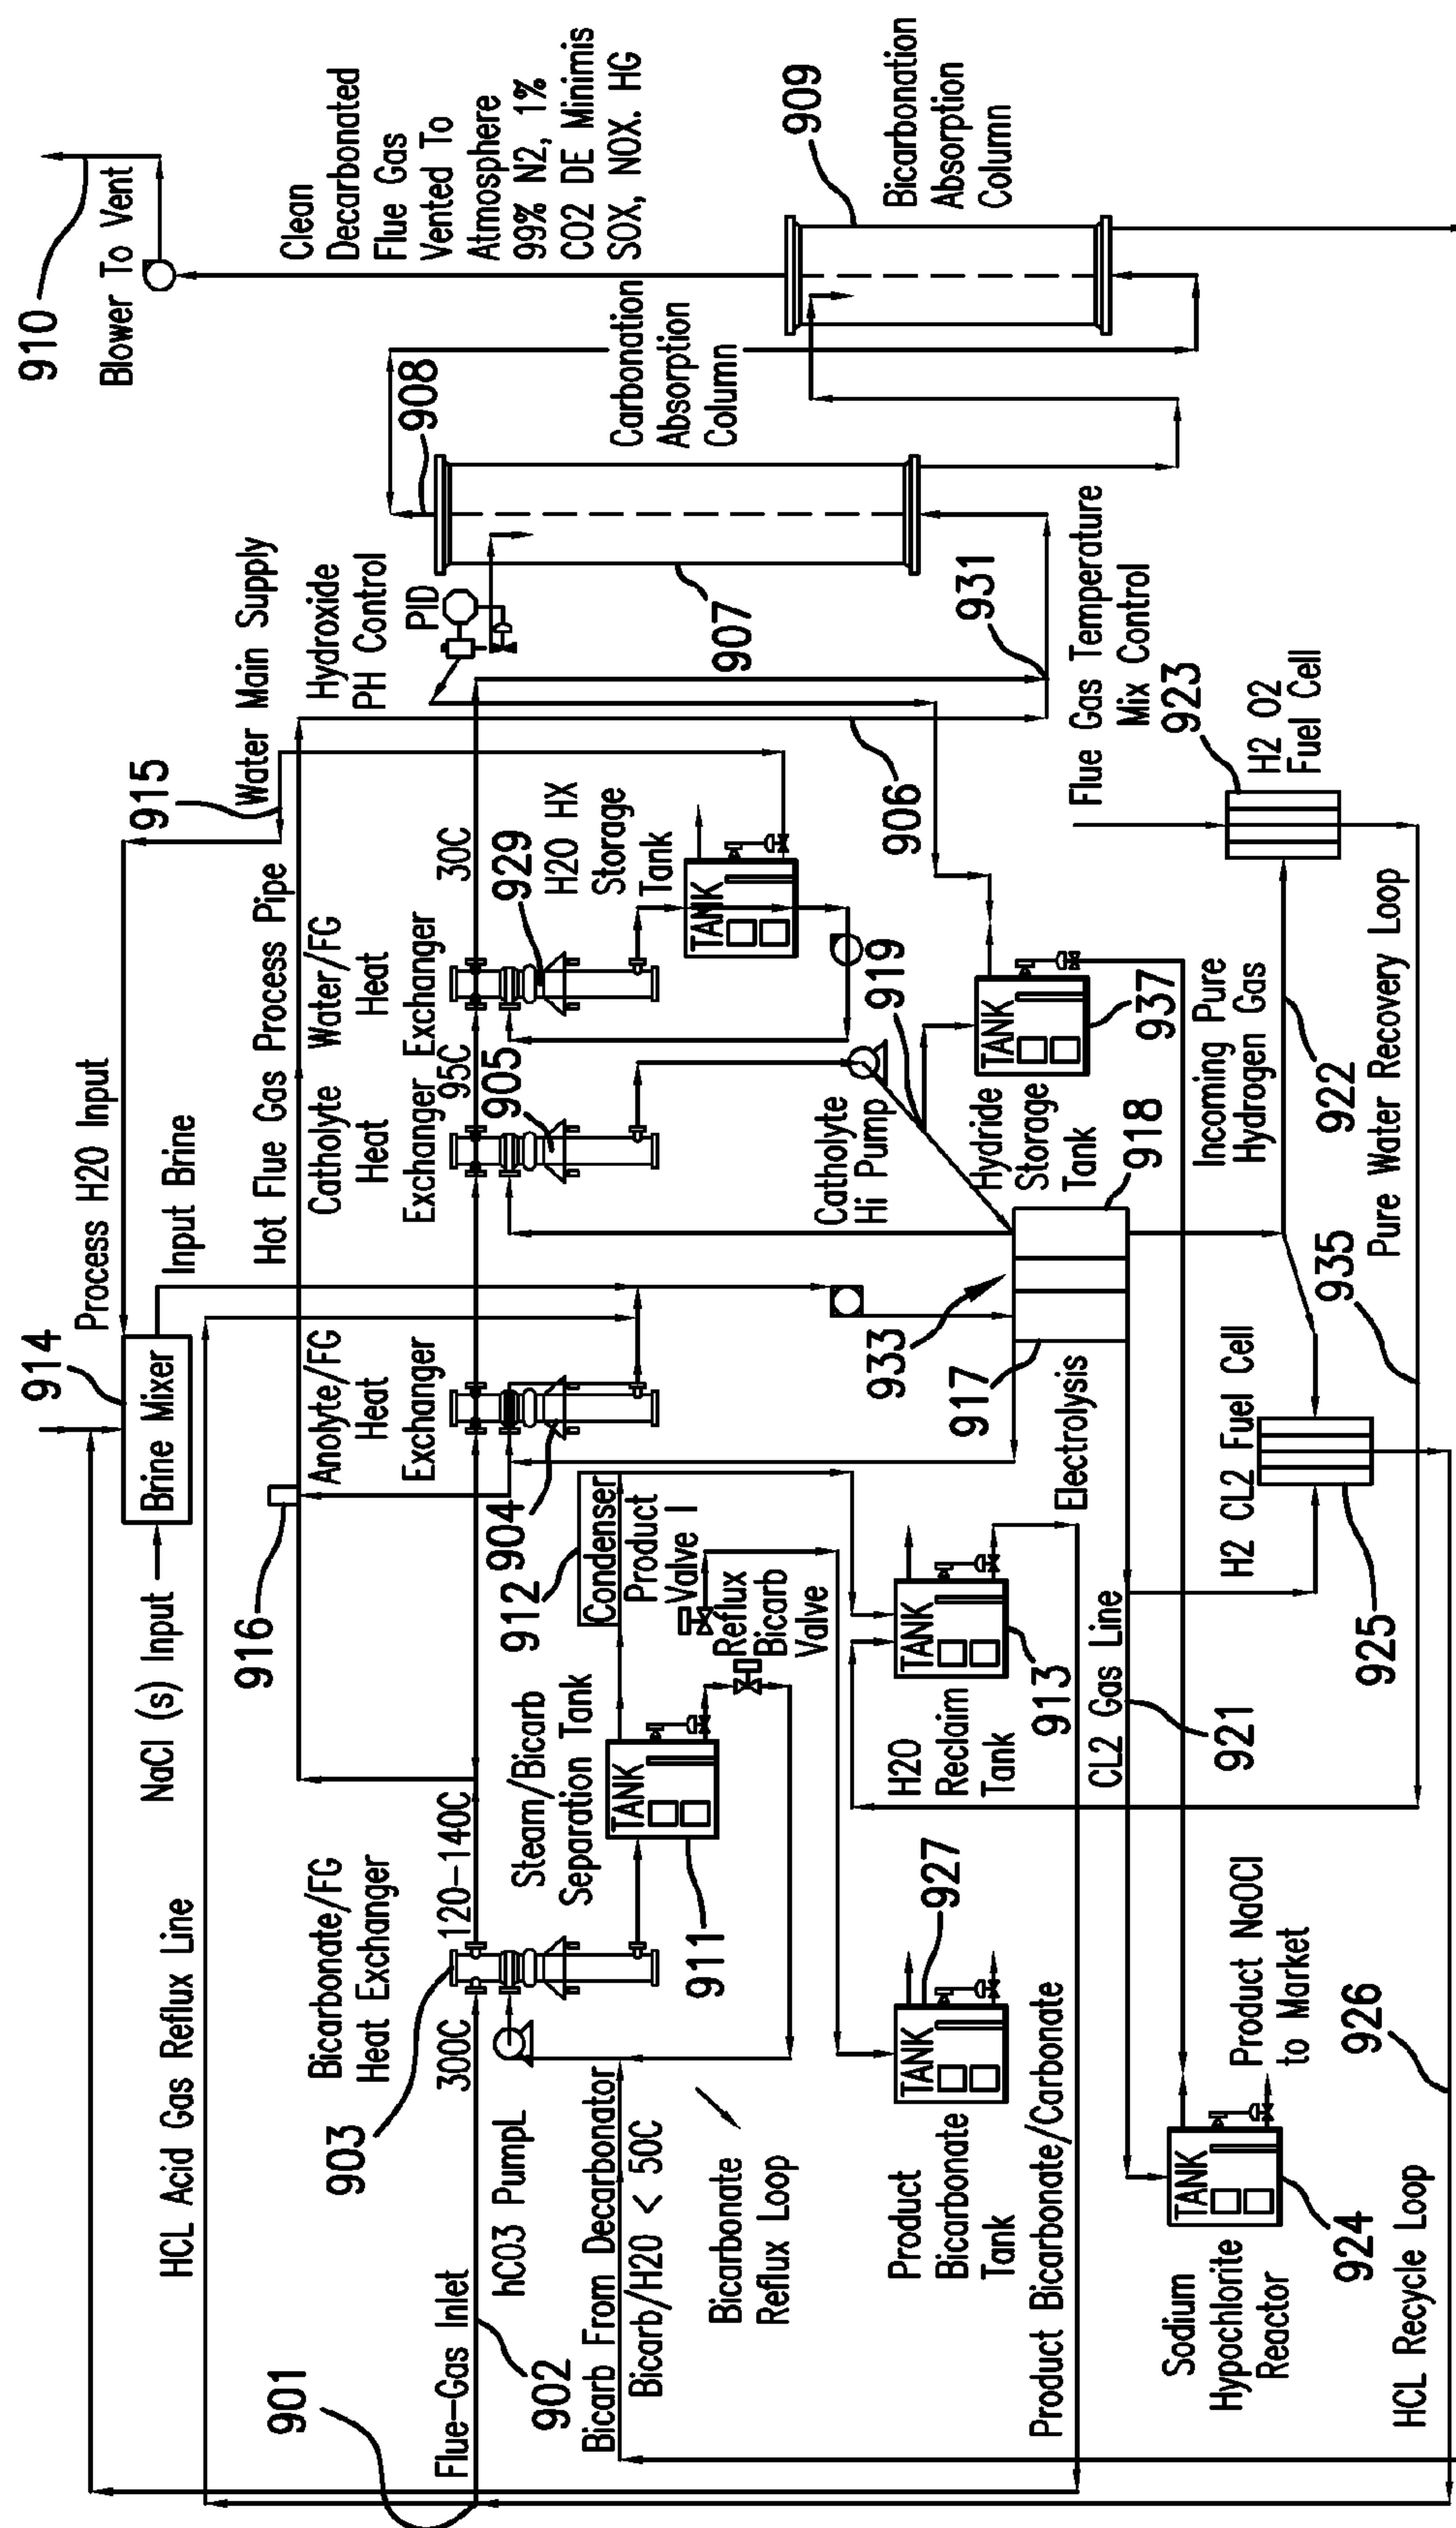 910
Blower To Vent
Clean
Decarbonated
Flue Gas
Vented To
Atmosphere
99% N2, 1%
CO2 DE Minimis
SOX, NOX. HG
909
Bicarbonation
Absorption
Column
908
Carbonation
Absorption
Column
907
931
Water Main Supply
915
Hydroxide
PH Control
PID
906
Flue Gas Temperature
Mix Control
923
H2 O2
Fuel Cell
914
Process H2O Input
Input Brine
Brine Mixer
NaCl (s) Input
916
Hot Flue Gas Process Pipe
Water/FG
Heat
Exchanger
30C
929
H2O HX
Storage
Tank
TANK
Catholyte
Heat
Exchanger
95C
905
919
Catholyte
Hi Pump
TANK
Hydride
Storage
Tank
937
918
Incoming Pure
Hydrogen Gas
922
Pure Water Recovery Loop
935
Anolyte/FG
Heat
Exchanger
904
933
917
Electrolysis
H2 CL2 Fuel Cell
925
912
Condenser
Product
Valve I
Valve I
Reflux
Bicarb
Valve
Steam/Bicarb
Separation Tank
TANK
911
TANK
H2O
Reclaim
Tank
913
CL2 Gas Line
921
HCL Acid Gas Reflux Line
Bicarbonate/FG
Heat Exchanger
120-140C
300C
903
hCO3 PumpL
Flue-Gas Inlet
901
902
Bicarb From Decarbonator
Bicarb/H2O < 50C
Bicarbonate
Reflux Loop
927
TANK
Product
Bicarbonate
Tank
Product Bicarbonate/Carbonate
Product NaOCl
to Market
TANK
924
Sodium
Hypochlorite
Reactor
926
HCL Recycle Loop